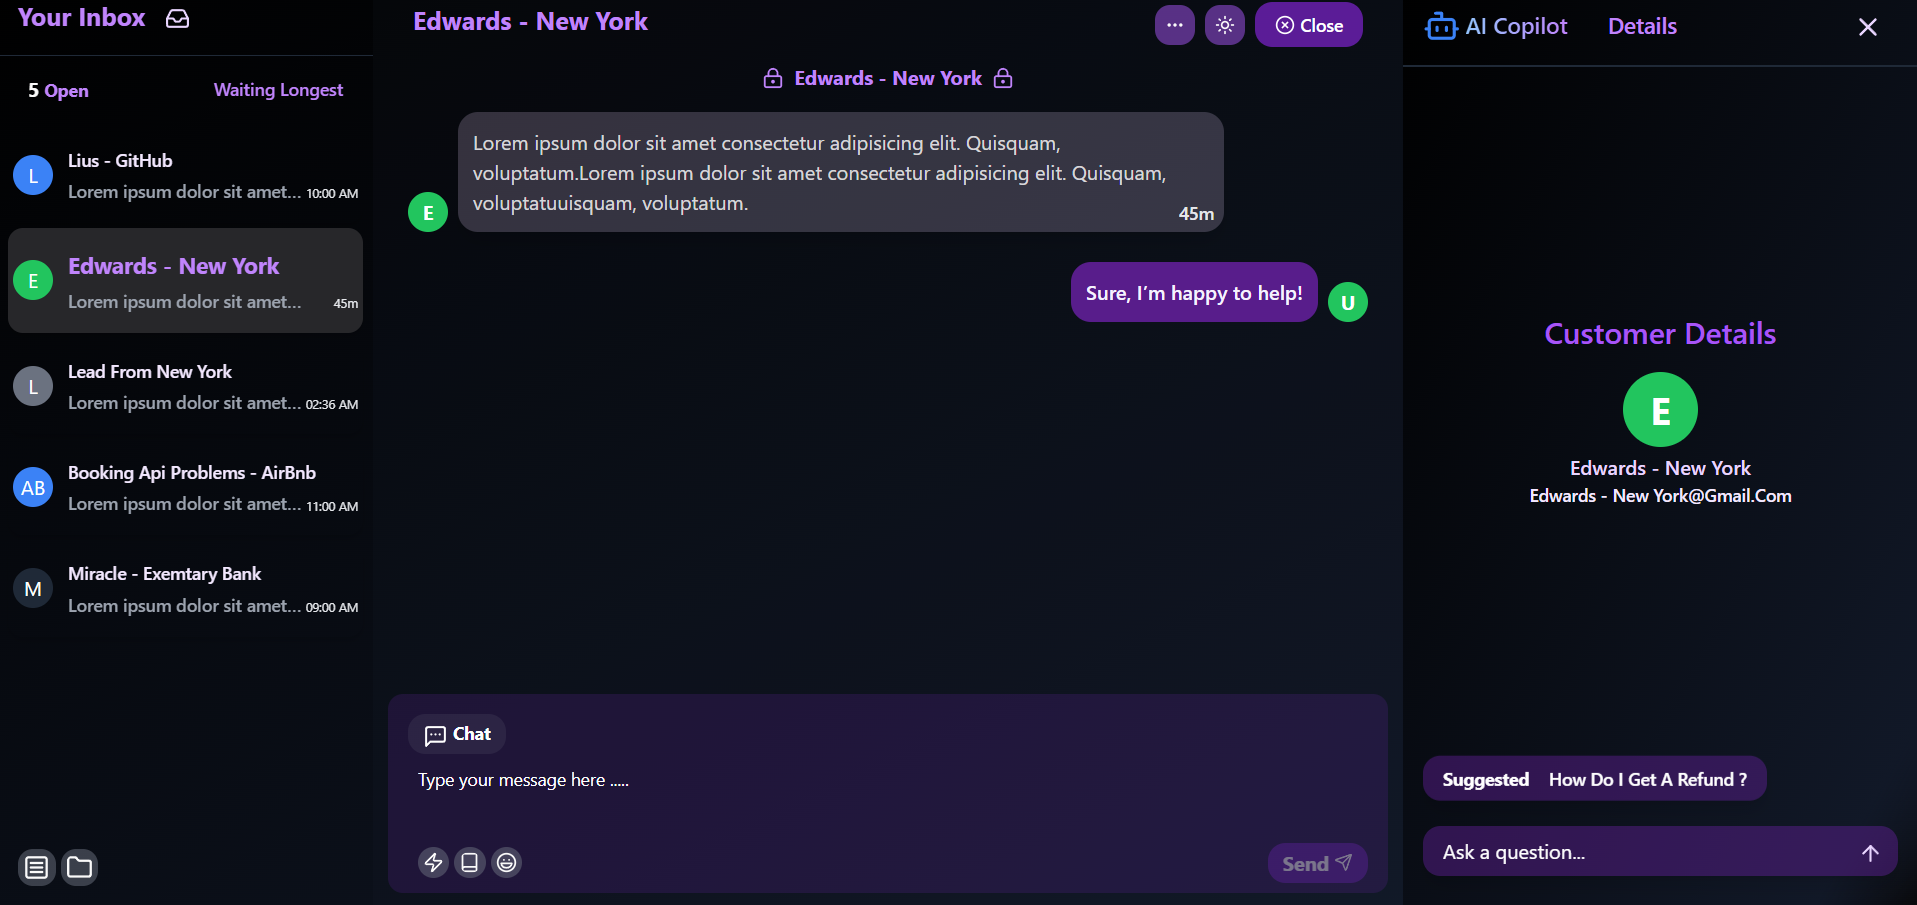 Your Inbox
5 Open
Waiting Longest
L
Lius - GitHub
Lorem ipsum dolor sit amet... 10:00 AM
E
Edwards - New York
Lorem ipsum dolor sit amet... 45m
L
Lead From New York
Lorem ipsum dolor sit amet... 02:36 AM
AB
Booking Api Problems - AirBnb
Lorem ipsum dolor sit amet... 11:00 AM
M
Miracle - Exemtary Bank
Lorem ipsum dolor sit amet... 09:00 AM
Edwards - New York
Close
Edwards - New York
Lorem ipsum dolor sit amet consectetur adipisicing elit. Quisquam,
voluptatum.Lorem ipsum dolor sit amet consectetur adipisicing elit. Quisquam,
voluptatuuisquam, voluptatum.
45m
E
Sure, I’m happy to help!
U
Chat
Type your message here .....
Send
AI Copilot
Details
Customer Details
E
Edwards - New York
Edwards - New York@Gmail.Com
Suggested How Do I Get A Refund ?
Ask a question...